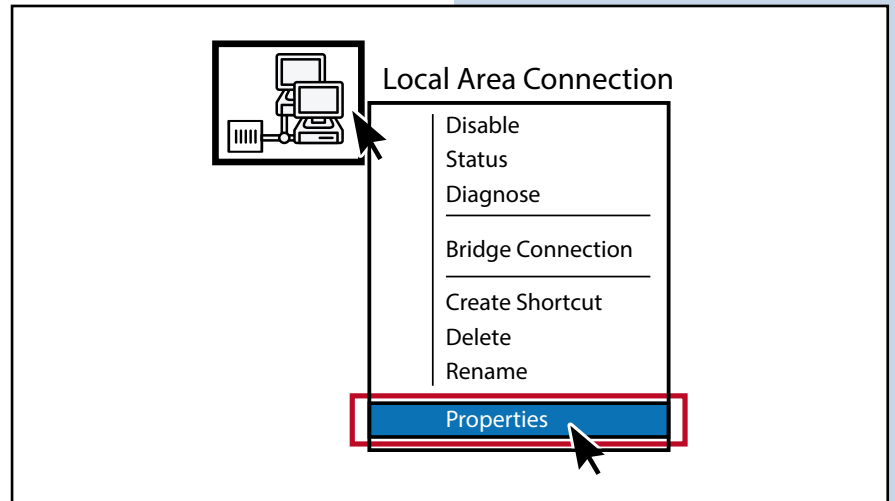 Local Area Connection
Disable
Status
Diagnose
Bridge Connection
Create Shortcut
Delete
Rename
Properties